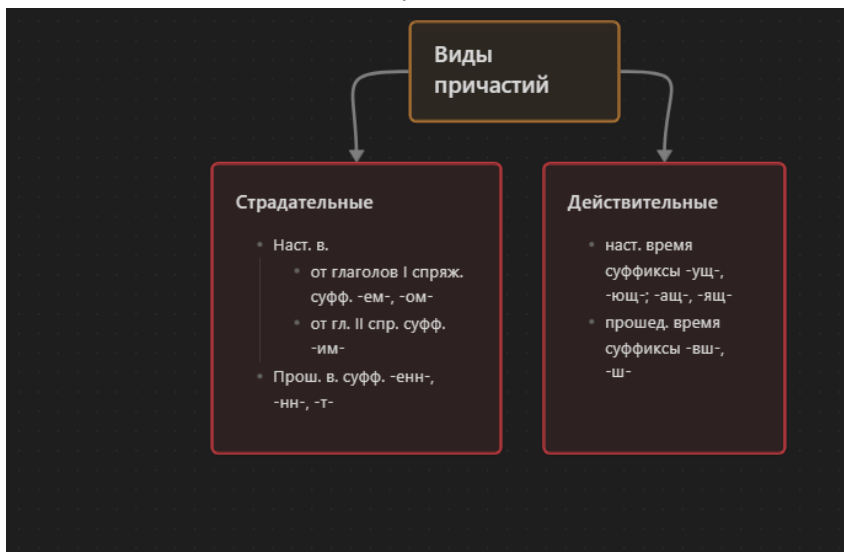 Виды
причастий
Страдательные
Наст. в.
от глаголов I спряж.
суфф. -ем-, -ом-
от гл. II спр. суфф.
-им-
Прош. в. суфф. -енн-,
-нн-, -т-
Действительные
наст. время
суффиксы -ущ-,
-ющ-; -ащ-, -ящ-
прошед. время
суффиксы -вш-,
-ш-